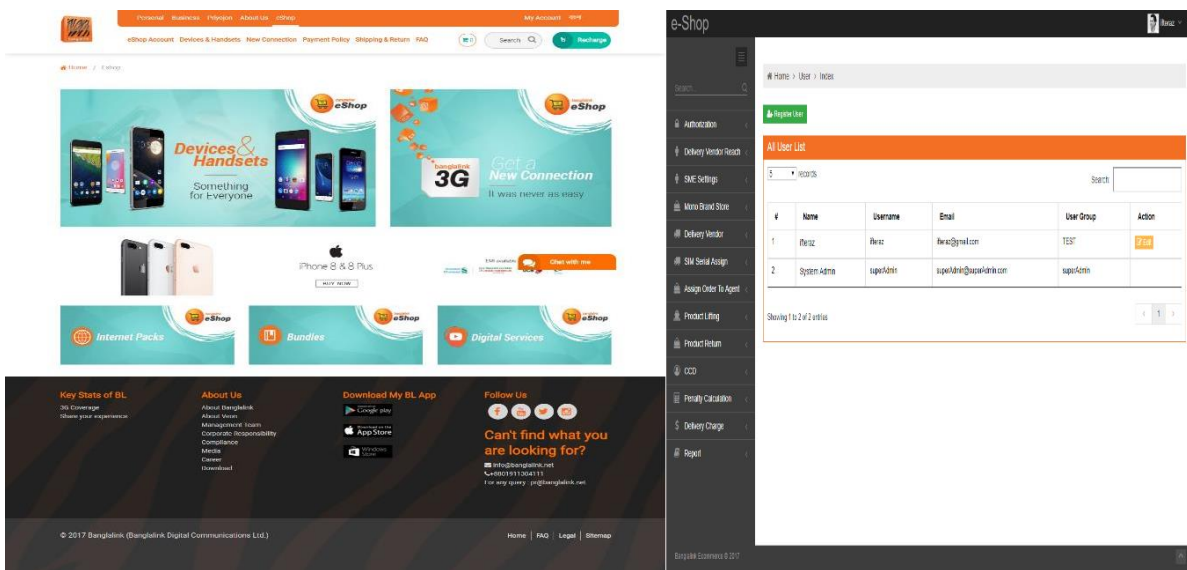 Personal Business Priyojon About Us eShop
My Account বাংলা
eShop Account Devices & Handsets New Connection Payment Policy Shipping & Return FAQ
0
Search
Recharge
Home / Eshop
eShop
Devices & Handsets
Something
for Everyone
eShop
banglalink
3G
Get a
New Connection
It was never as easy
iPhone 8 & 8 Plus
BUY NOW
EMI available
Chat with me
eShop
Internet Packs
eShop
Bundles
eShop
Digital Services
Key Stats of BL
3G Coverage
Share your experience
About Us
About Banglalink
About Veon
Management Team
Corporate Responsibility
Compliance
Media
Career
Download
Download My BL App
Google play
App Store
Windows
Store
Follow Us
Can't find what you
are looking for?
info@banglalink.net
+8801911304111
For any query : pr@banglalink.net
© 2017 Banglalink (Banglalink Digital Communications Ltd.)
Home | FAQ | Legal | Sitemap
e-Shop
ifteraz
Search...
Authorization
Delivery Vendor Reach
SME Settings
Mono Brand Store
Delivery Vendor
SIM Serial Assign
Assign Order To Agent
Product Lifting
Product Return
CCD
Penalty Calculation
Delivery Charge
Report
Banglalink Ecommerce © 2017
Home > User > Index
Register User
All User List
5 records
Search:
# Name Username Email User Group Action
1 ifteraz ifteraz ifteraz@gmail.com TEST Edit
2 System Admin superAdmin superAdmin@superAdmin.com superAdmin
Showing 1 to 2 of 2 entries
1